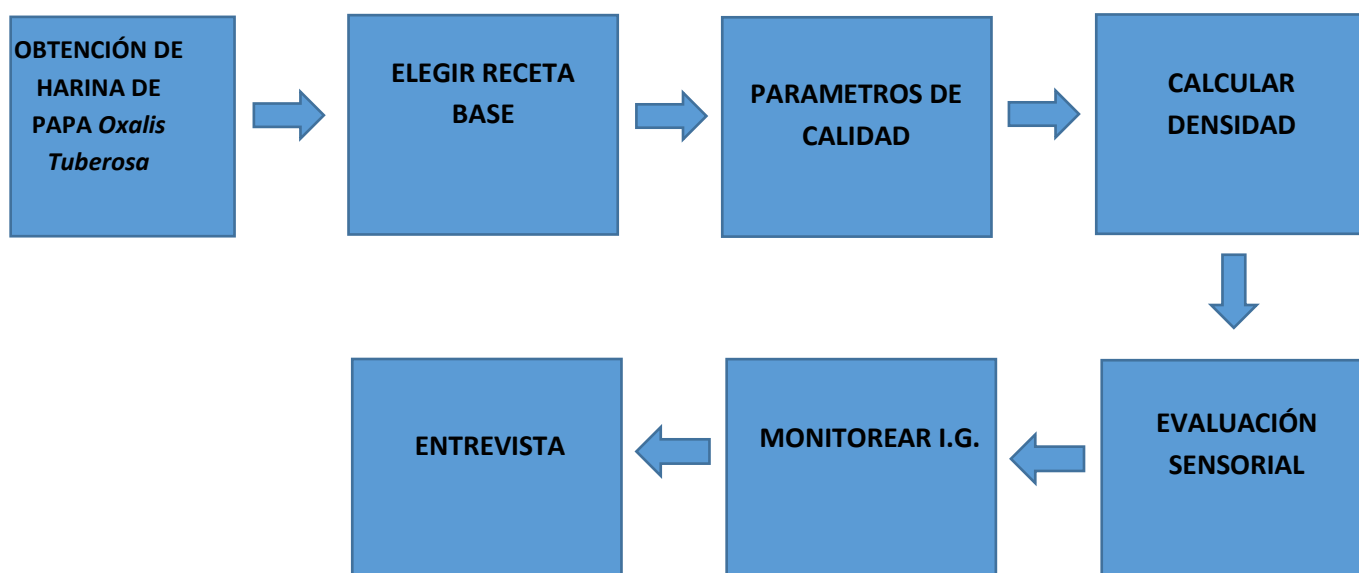 OBTENCIÓN DE
HARINA DE
PAPA Oxalis
Tuberosa
ELEGIR RECETA
BASE
PARAMETROS DE
CALIDAD
CALCULAR
DENSIDAD
EVALUACIÓN
SENSORIAL
MONITOREAR I.G.
ENTREVISTA